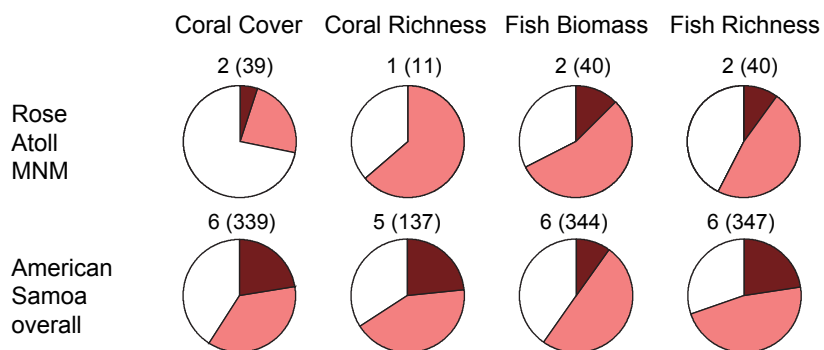 Coral Cover Coral Richness Fish Biomass Fish Richness
2 (39) 1 (11) 2 (40) 2 (40)
Rose
Atoll
MNM
6 (339) 5 (137) 6 (344) 6 (347)
American
Samoa
overall